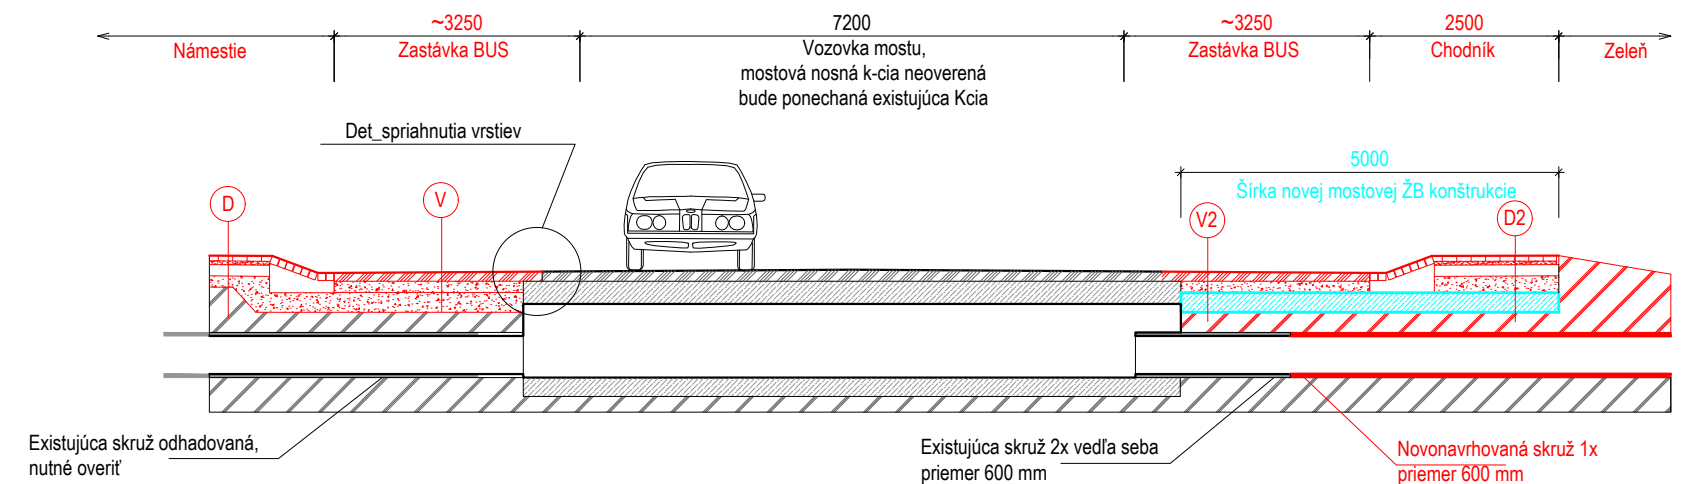 ~3250
7200
~3250
2500
Námestie
Zastávka BUS
Vozovka mostu,
mostová nosná k-cia neoverená
bude ponechaná existujúca Kcia
Zastávka BUS
Chodník
Zeleň
Det_spriahnutia vrstiev
5000
Šírka novej mostovej ŽB konštrukcie
D
V
V2
D2
Existujúca skruž odhadovaná,
nutné overiť
Existujúca skruž 2x vedľa seba
priemer 600 mm
Novonavrhovaná skruž 1x
priemer 600 mm